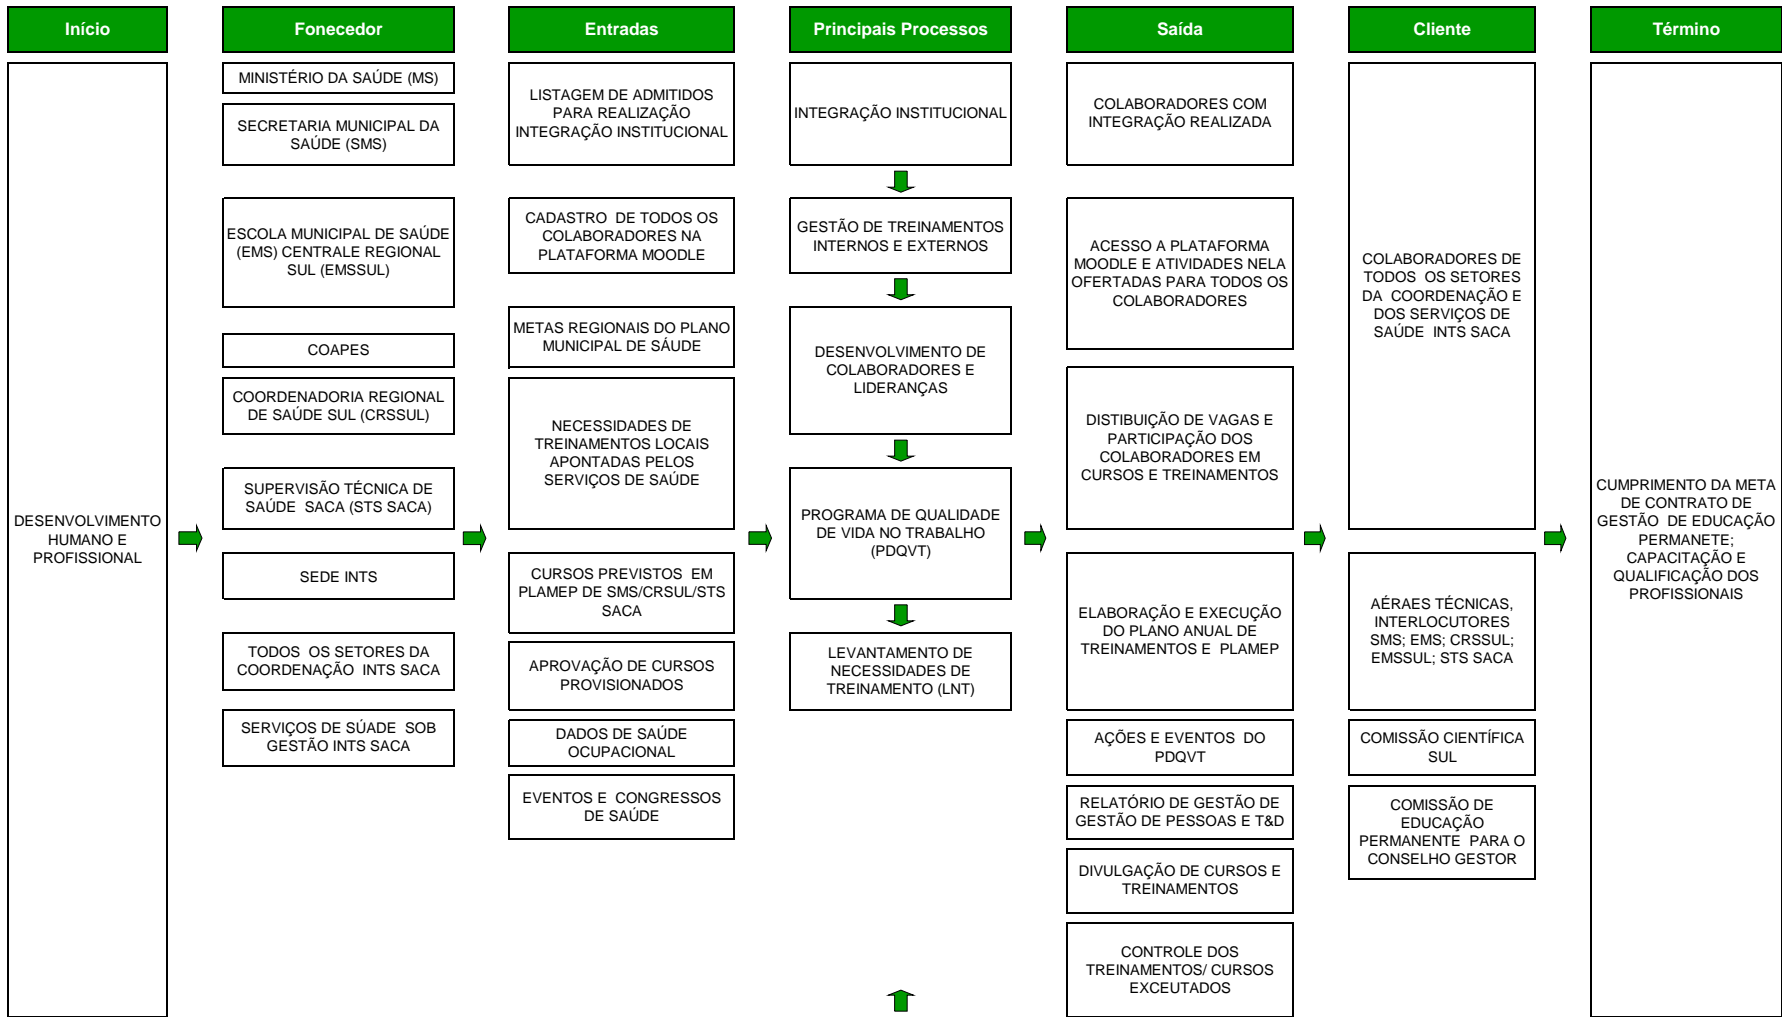 Início
Fonecedor
Entradas
Principais Processos
Saída
Cliente
Término
DESENVOLVIMENTO
HUMANO E
PROFISSIONAL
MINISTÉRIO DA SAÚDE (MS)
SECRETARIA MUNICIPAL DA
SAÚDE (SMS)
ESCOLA MUNICIPAL DE SAÚDE
(EMS) CENTRALE REGIONAL
SUL (EMSSUL)
COAPES
COORDENADORIA REGIONAL
DE SAÚDE SUL (CRSSUL)
SUPERVISÃO TÉCNICA DE
SAÚDE SACA (STS SACA)
SEDE INTS
TODOS OS SETORES DA
COORDENAÇÃO INTS SACA
SERVIÇOS DE SÚADE SOB
GESTÃO INTS SACA
LISTAGEM DE ADMITIDOS
PARA REALIZAÇÃO
INTEGRAÇÃO INSTITUCIONAL
CADASTRO DE TODOS OS
COLABORADORES NA
PLATAFORMA MOODLE
METAS REGIONAIS DO PLANO
MUNICIPAL DE SÁUDE
NECESSIDADES DE
TREINAMENTOS LOCAIS
APONTADAS PELOS
SERVIÇOS DE SAÚDE
CURSOS PREVISTOS EM
PLAMEP DE SMS/CRSUL/STS
SACA
APROVAÇÃO DE CURSOS
PROVISIONADOS
DADOS DE SAÚDE
OCUPACIONAL
EVENTOS E CONGRESSOS
DE SAÚDE
INTEGRAÇÃO INSTITUCIONAL
GESTÃO DE TREINAMENTOS
INTERNOS E EXTERNOS
DESENVOLVIMENTO DE
COLABORADORES E
LIDERANÇAS
PROGRAMA DE QUALIDADE
DE VIDA NO TRABALHO
(PDQVT)
LEVANTAMENTO DE
NECESSIDADES DE
TREINAMENTO (LNT)
COLABORADORES COM
INTEGRAÇÃO REALIZADA
ACESSO A PLATAFORMA
MOODLE E ATIVIDADES NELA
OFERTADAS PARA TODOS OS
COLABORADORES
DISTIBUIÇÃO DE VAGAS E
PARTICIPAÇÃO DOS
COLABORADORES EM
CURSOS E TREINAMENTOS
ELABORAÇÃO E EXECUÇÃO
DO PLANO ANUAL DE
TREINAMENTOS E PLAMEP
AÇÕES E EVENTOS DO
PDQVT
RELATÓRIO DE GESTÃO DE
GESTÃO DE PESSOAS E T&D
DIVULGAÇÃO DE CURSOS E
TREINAMENTOS
CONTROLE DOS
TREINAMENTOS/ CURSOS
EXCEUTADOS
COLABORADORES DE
TODOS OS SETORES
DA COORDENAÇÃO E
DOS SERVIÇOS DE
SAÚDE INTS SACA
AÉRAES TÉCNICAS,
INTERLOCUTORES
SMS; EMS; CRSSUL;
EMSSUL; STS SACA
COMISSÃO CIENTÍFICA
SUL
COMISSÃO DE
EDUCAÇÃO
PERMANENTE PARA O
CONSELHO GESTOR
CUMPRIMENTO DA META
DE CONTRATO DE
GESTÃO DE EDUCAÇÃO
PERMANETE;
CAPACITAÇÃO E
QUALIFICAÇÃO DOS
PROFISSIONAIS